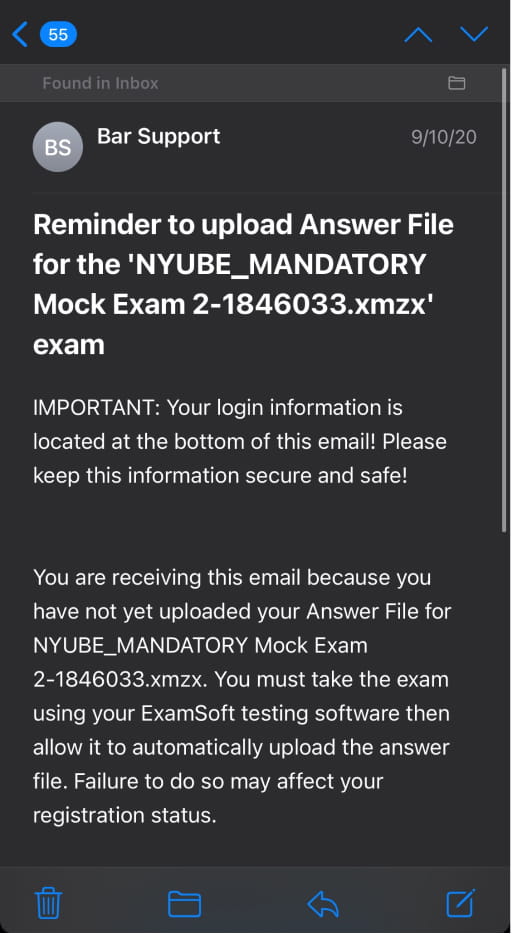 55
Found in Inbox
BS
Bar Support
9/10/20
Reminder to upload Answer File
for the 'NYUBE_MANDATORY
Mock Exam 2-1846033.xmzx'
exam
IMPORTANT: Your login information is
located at the bottom of this email! Please
keep this information secure and safe!
You are receiving this email because you
have not yet uploaded your Answer File for
NYUBE_MANDATORY Mock Exam
2-1846033.xmzx. You must take the exam
using your ExamSoft testing software then
allow it to automatically upload the answer
file. Failure to do so may affect your
registration status.